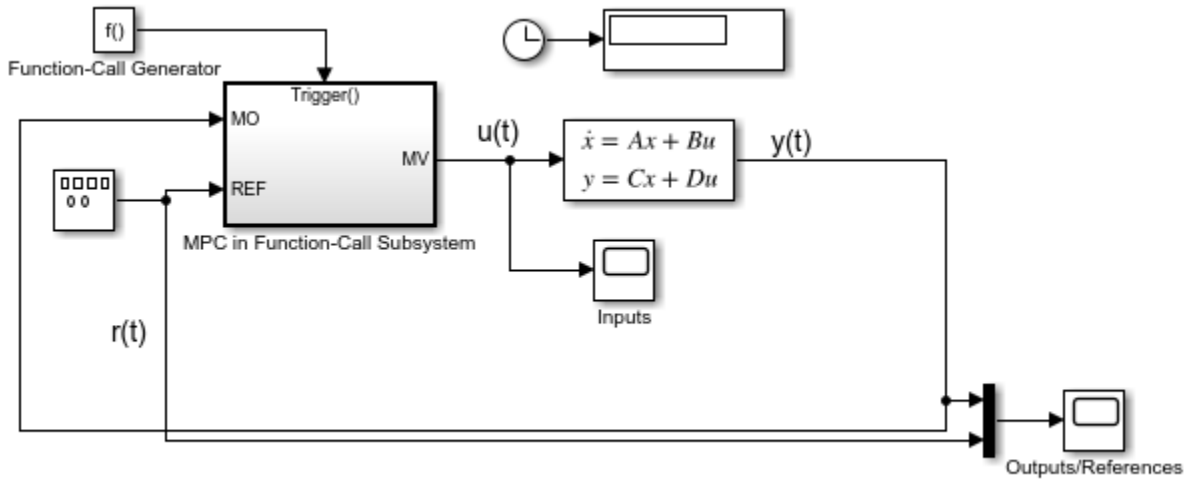 f()
Function-Call Generator
Trigger()
MO
MV
REF
MPC in Function-Call Subsystem
u(t)
ẋ = Ax + Bu
y = Cx + Du
y(t)
Inputs
r(t)
Outputs/References